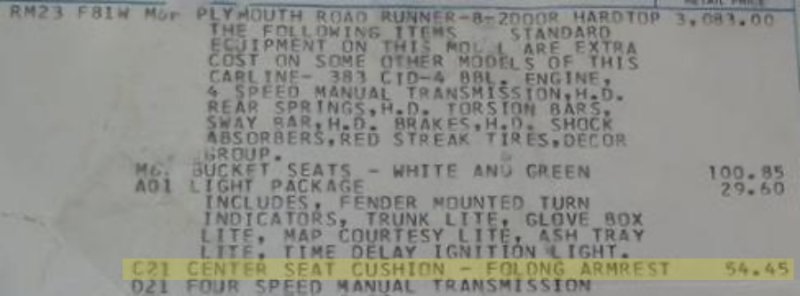 RM23 F81W M6r PLYMOUTH ROAD RUNNER-8-2DOOR HARDTOP 3,083.00
THE FOLLOWING ITEMS STANDARD
EQUIPMENT ON THIS MODEL ARE EXTRA
COST ON SOME OTHER MODELS OF THIS
CARLINE- 383 CID-4 BBL. ENGINE,
4 SPEED MANUAL TRANSMISSION,H.D.
REAR SPRINGS,H.D. TORSION BARS,
SWAY BAR,H.D. BRAKES,H.D. SHOCK
ABSORBERS,RED STREAK TIRES,DECOR
GROUP.
M6. BUCKET SEATS - WHITE AND GREEN 100.85
A01 LIGHT PACKAGE 29.60
INCLUDES, FENDER MOUNTED TURN
INDICATORS, TRUNK LITE, GLOVE BOX
LITE, MAP COURTESY LITE, ASH TRAY
LITE, TIME DELAY IGNITION LIGHT.
C21 CENTER SEAT CUSHION - FOLDNG ARMREST 54.45
D21 FOUR SPEED MANUAL TRANSMISSION